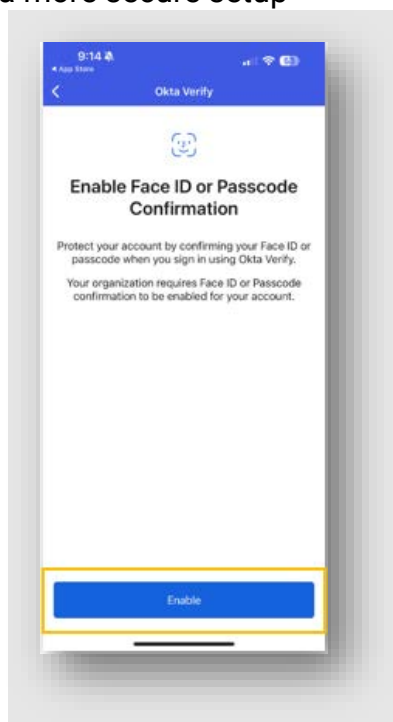 a more secure setup
9:14
App Store
Okta Verify
Enable Face ID or Passcode
Confirmation
Protect your account by confirming your Face ID or
passcode when you sign in using Okta Verify.
Your organization requires Face ID or Passcode
confirmation to be enabled for your account.
Enable